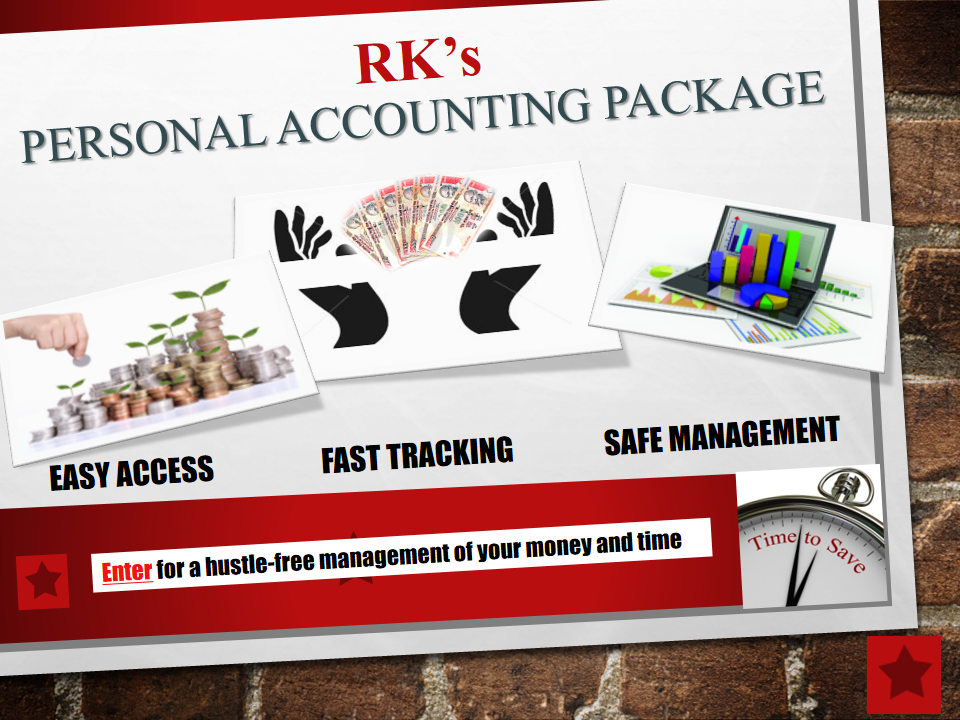 RK's
PERSONAL ACCOUNTING PACKAGE
EASY ACCESS
FAST TRACKING
SAFE MANAGEMENT
Enter for a hustle-free management of your money and time
Time to Save